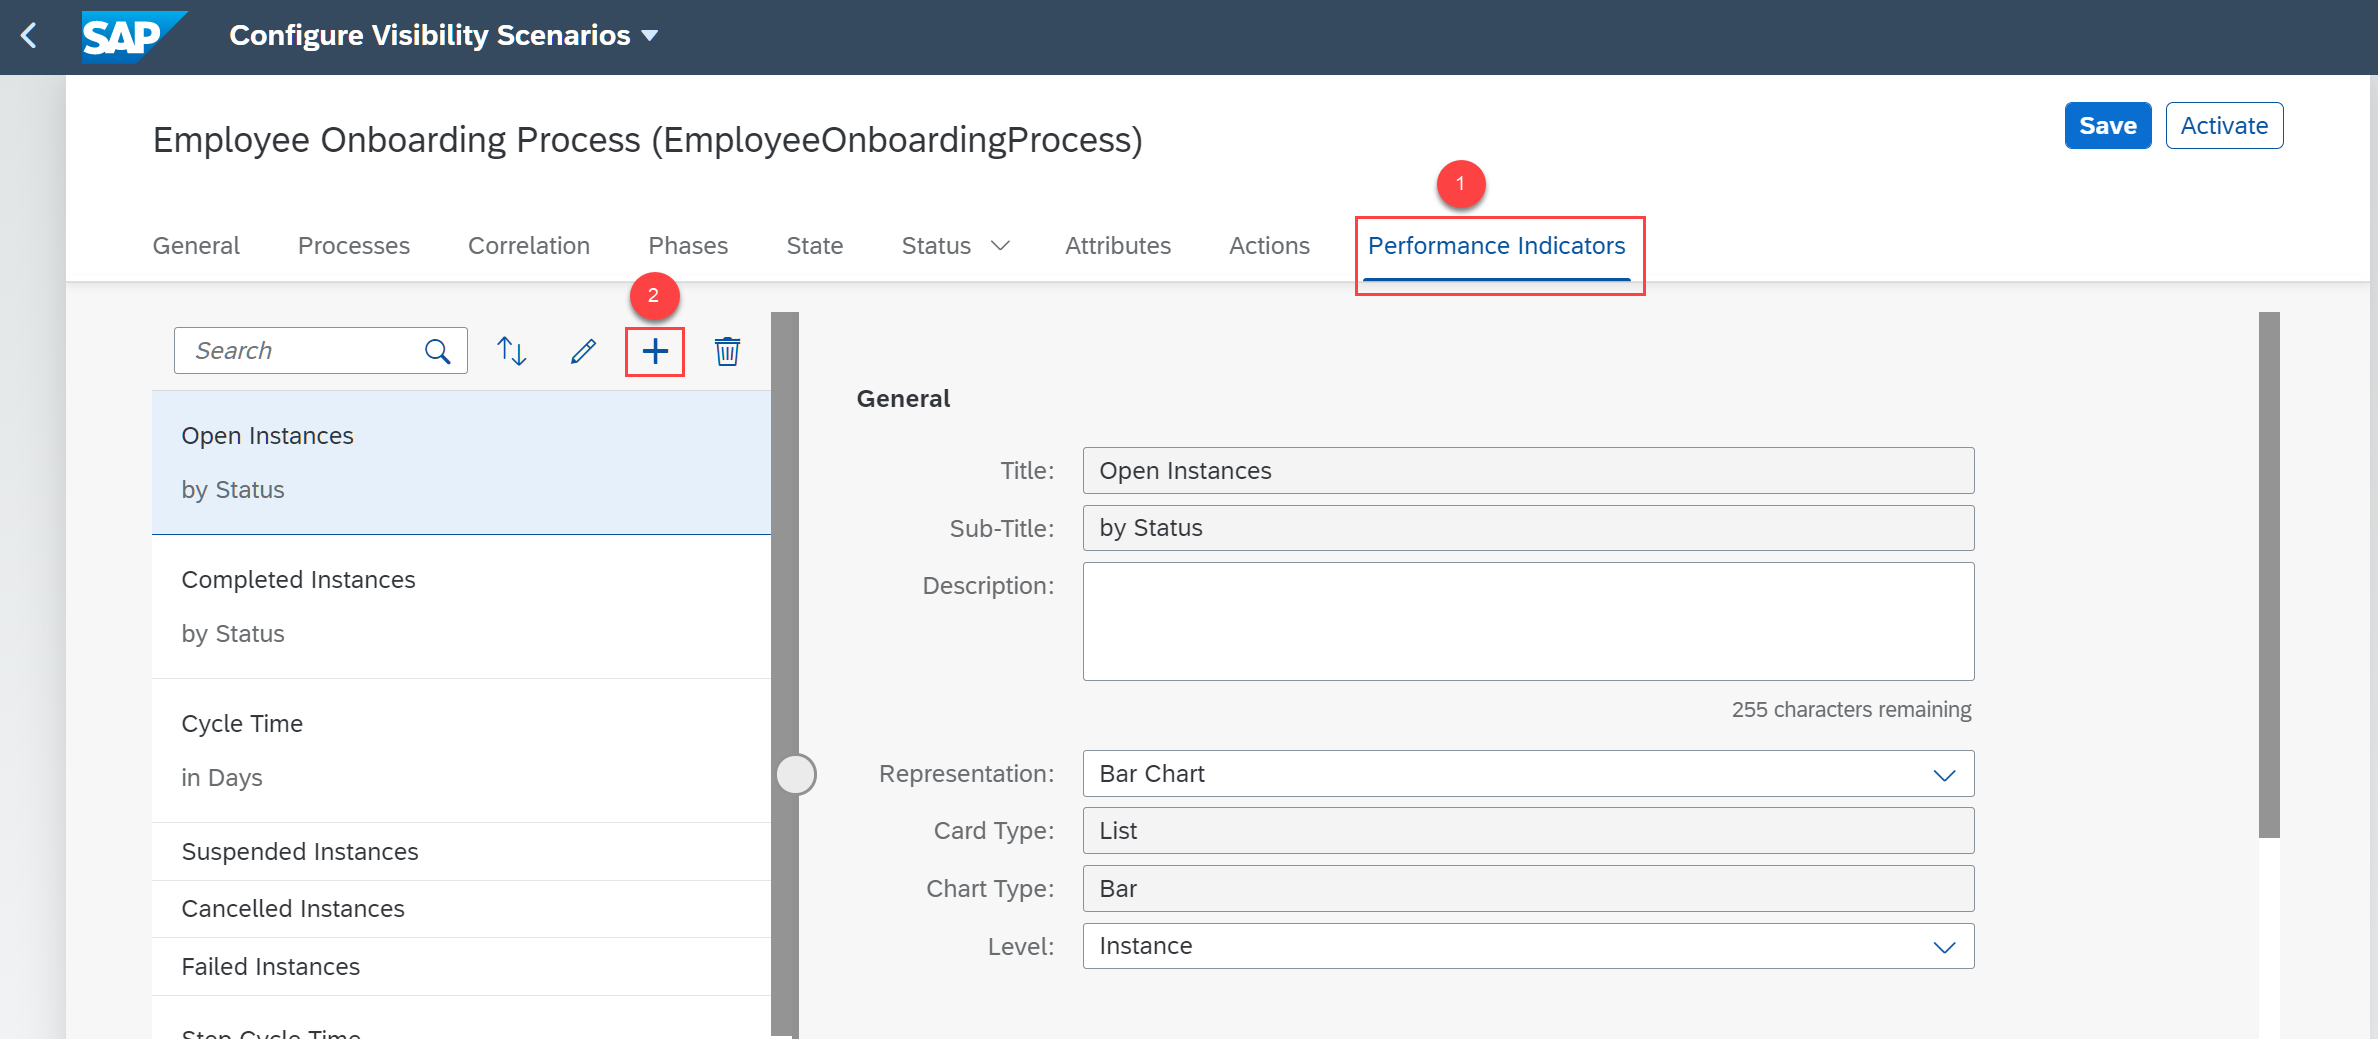 SAP Configure Visibility Scenarios
Employee Onboarding Process (EmployeeOnboardingProcess)
Save Activate
1
General Processes Correlation Phases State Status Attributes Actions Performance Indicators
2
Search
Open Instances
by Status
Completed Instances
by Status
Cycle Time
in Days
Suspended Instances
Cancelled Instances
Failed Instances
Step Cycle Time
General
Title: Open Instances
Sub-Title: by Status
Description:
255 characters remaining
Representation: Bar Chart
Card Type: List
Chart Type: Bar
Level: Instance